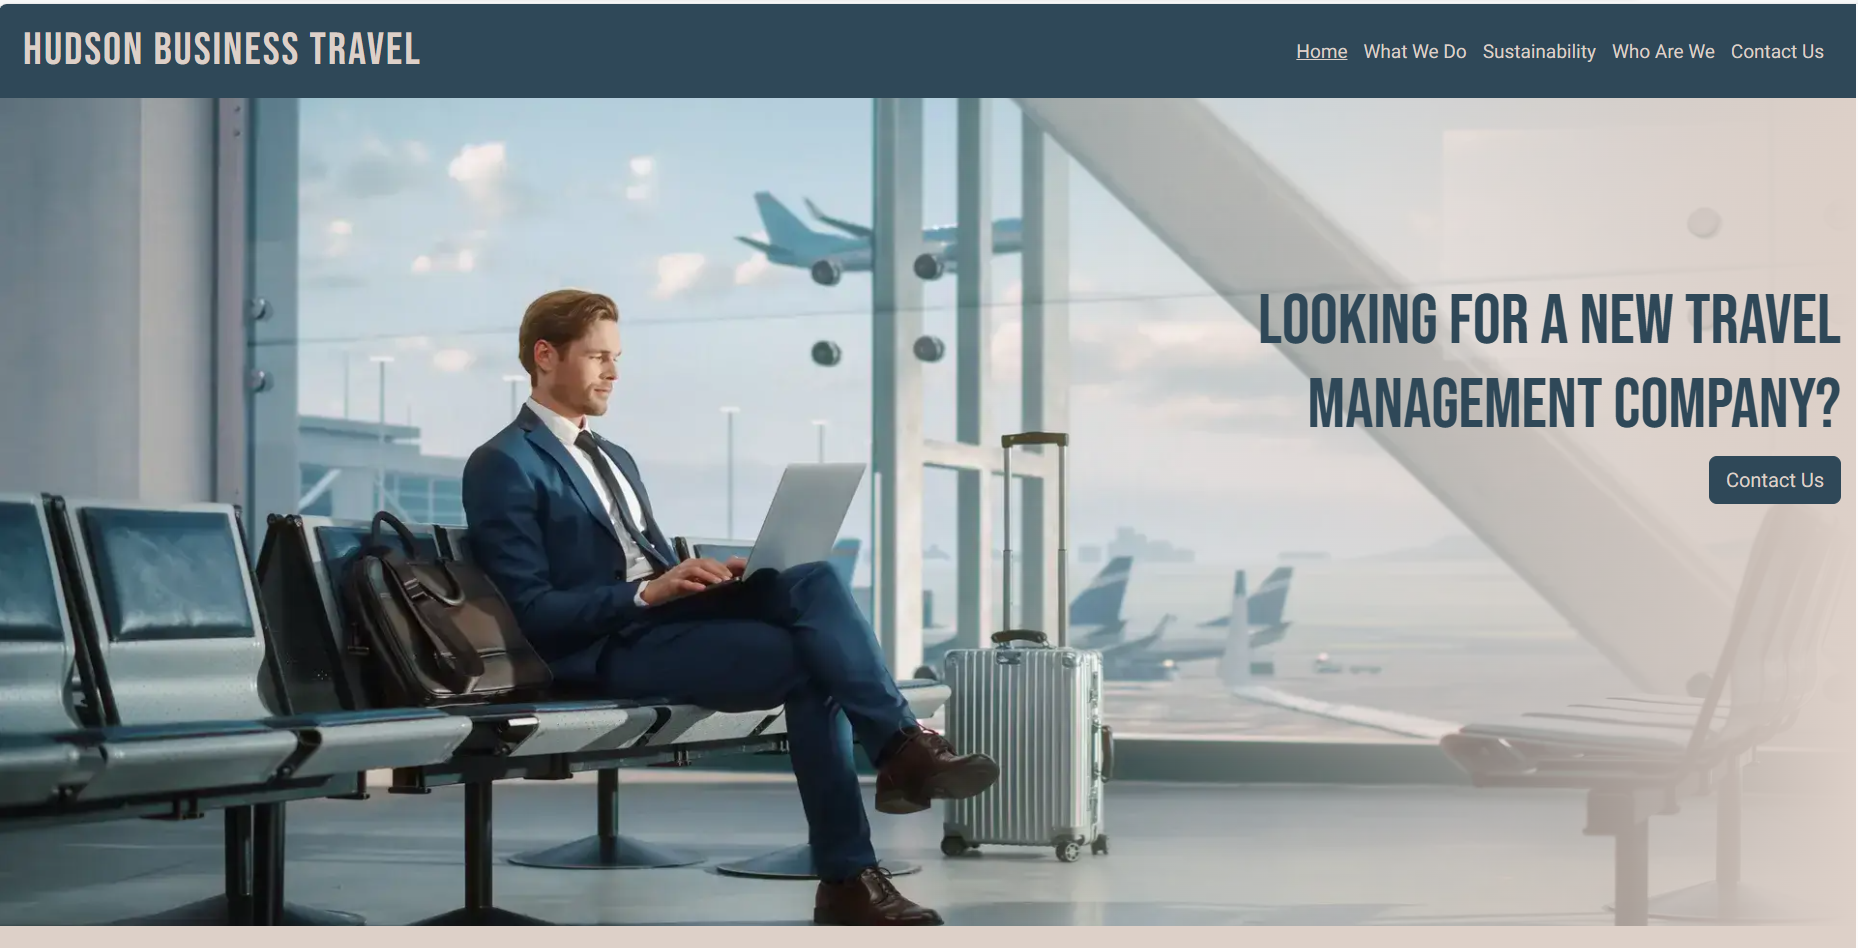 HUDSON BUSINESS TRAVEL
Home What We Do Sustainability Who Are We Contact Us
LOOKING FOR A NEW TRAVEL
MANAGEMENT COMPANY?
Contact Us